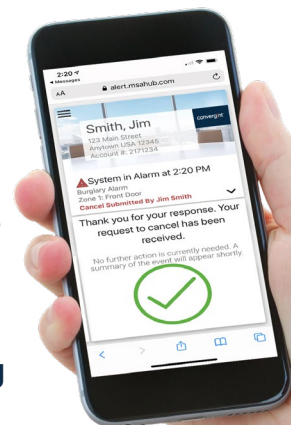 2:20
Messages
AA alert.msahub.com
convergint
Smith, Jim
123 Main Street
Anytown USA 12345
Account #: 2171234
System in Alarm at 2:20 PM
Burglary Alarm
Zone 1: Front Door
Cancel Submitted By Jim Smith
Thank you for your response. Your
request to cancel has been
received.
No further action is currently needed. A
summary of the event will appear shortly